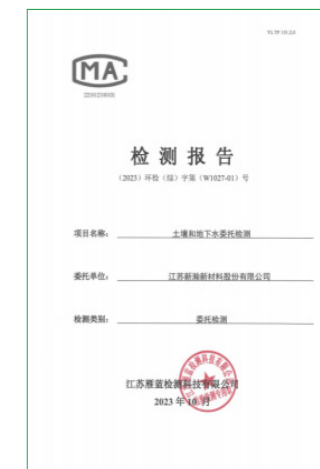 MA
检测报告
（2023）环检（综）字第（W1027-01）号
项目名称： 土壤和地下水委托检测
委托单位： 江苏新瀚新材料股份有限公司
检测类别： 委托检测
江苏雁蓝检测科技有限公司
2023年10月